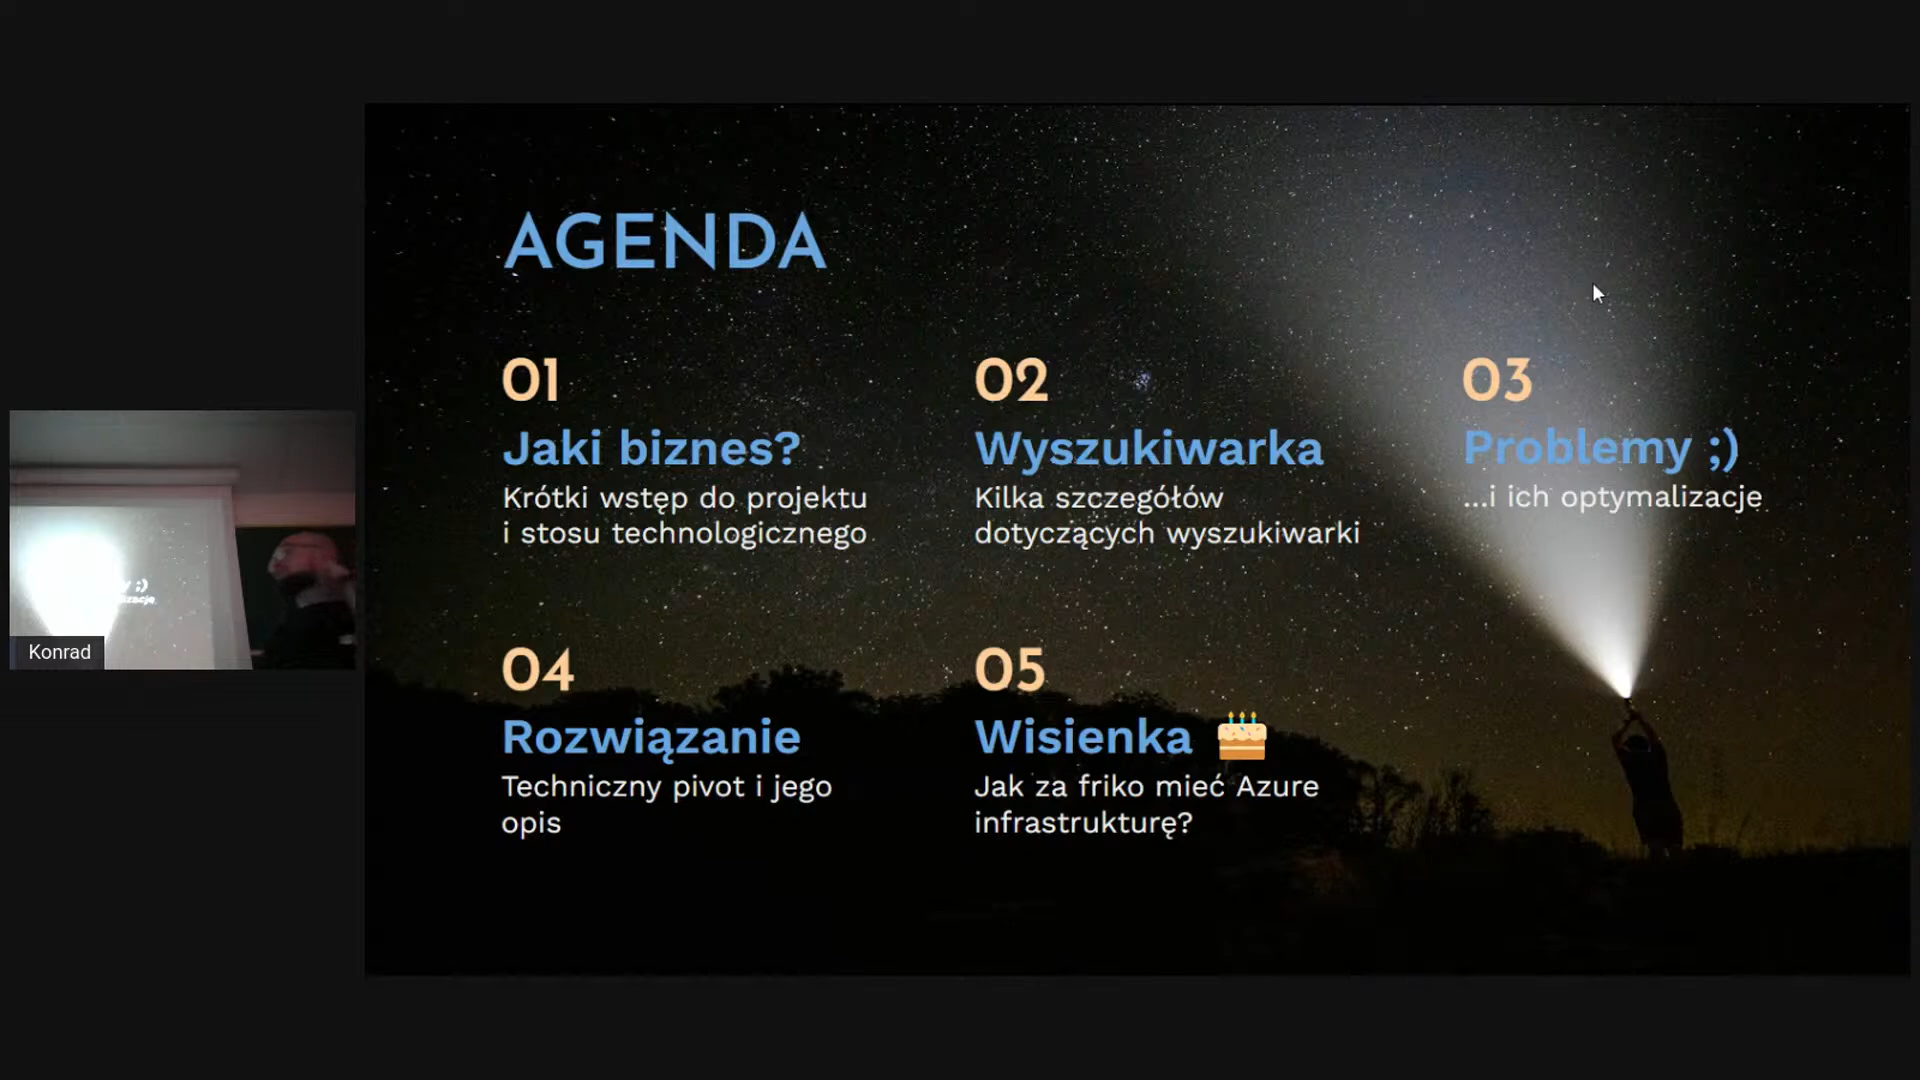 AGENDA
01
Jaki biznes?
Krótki wstęp do projektu
i stosu technologicznego
02
Wyszukiwarka
Kilka szczegółów
dotyczących wyszukiwarki
03
Problemy ;)
...i ich optymalizacje
04
Rozwiązanie
Techniczny pivot i jego
opis
05
Wisienka 🎂
Jak za friko mieć Azure
infrastrukturę?
Konrad